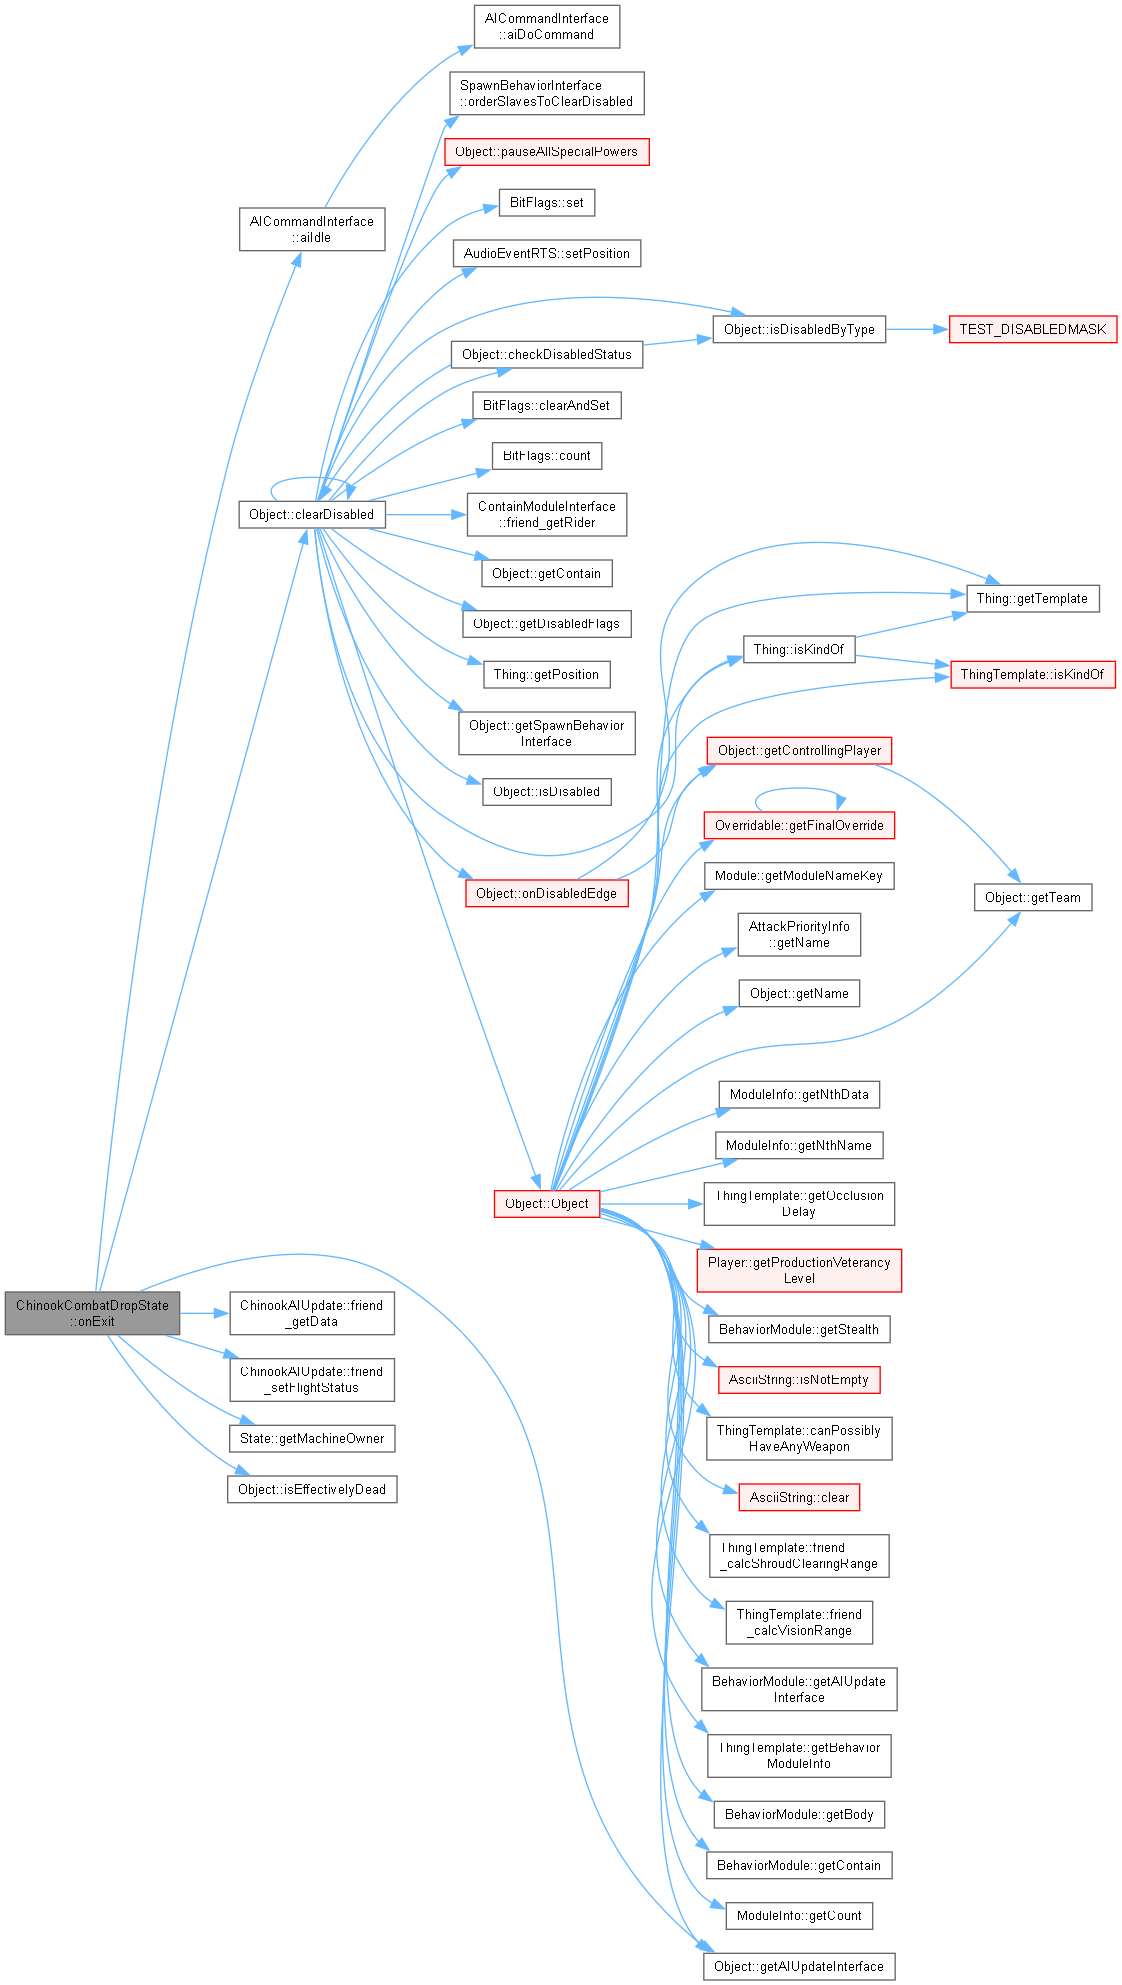 AICommandInterface
::aiDoCommand
SpawnBehaviorInterface
::orderSlavesToClearDisabled
Object::pauseAllSpecialPowers
BitFlags::set
AICommandInterface
::aiIdle
AudioEventRTS::setPosition
Object::isDisabledByType
TEST_DISABLEDMASK
Object::checkDisabledStatus
BitFlags::clearAndSet
BitFlags::count
Object::clearDisabled
ContainModuleInterface
::friend_getRider
Object::getContain
Thing::getTemplate
Object::getDisabledFlags
Thing::isKindOf
Thing::getPosition
ThingTemplate::isKindOf
Object::getSpawnBehavior
Interface
Object::getControllingPlayer
Object::isDisabled
Overridable::getFinalOverride
Module::getModuleNameKey
Object::onDisabledEdge
Object::getTeam
AttackPriorityInfo
::getName
Object::getName
ModuleInfo::getNthData
ModuleInfo::getNthName
Object::Object
ThingTemplate::getOcclusion
Delay
Player::getProductionVeterancy
Level
ChinookCombatDropState
::onExit
ChinookAIUpdate::friend
_getData
BehaviorModule::getStealth
ChinookAIUpdate::friend
_setFlightStatus
AsciiString::isNotEmpty
State::getMachineOwner
ThingTemplate::canPossibly
HaveAnyWeapon
Object::isEffectivelyDead
AsciiString::clear
ThingTemplate::friend
_calcShroudClearingRange
ThingTemplate::friend
_calcVisionRange
BehaviorModule::getAIUpdate
Interface
ThingTemplate::getBehavior
ModuleInfo
BehaviorModule::getBody
BehaviorModule::getContain
ModuleInfo::getCount
Object::getAIUpdateInterface